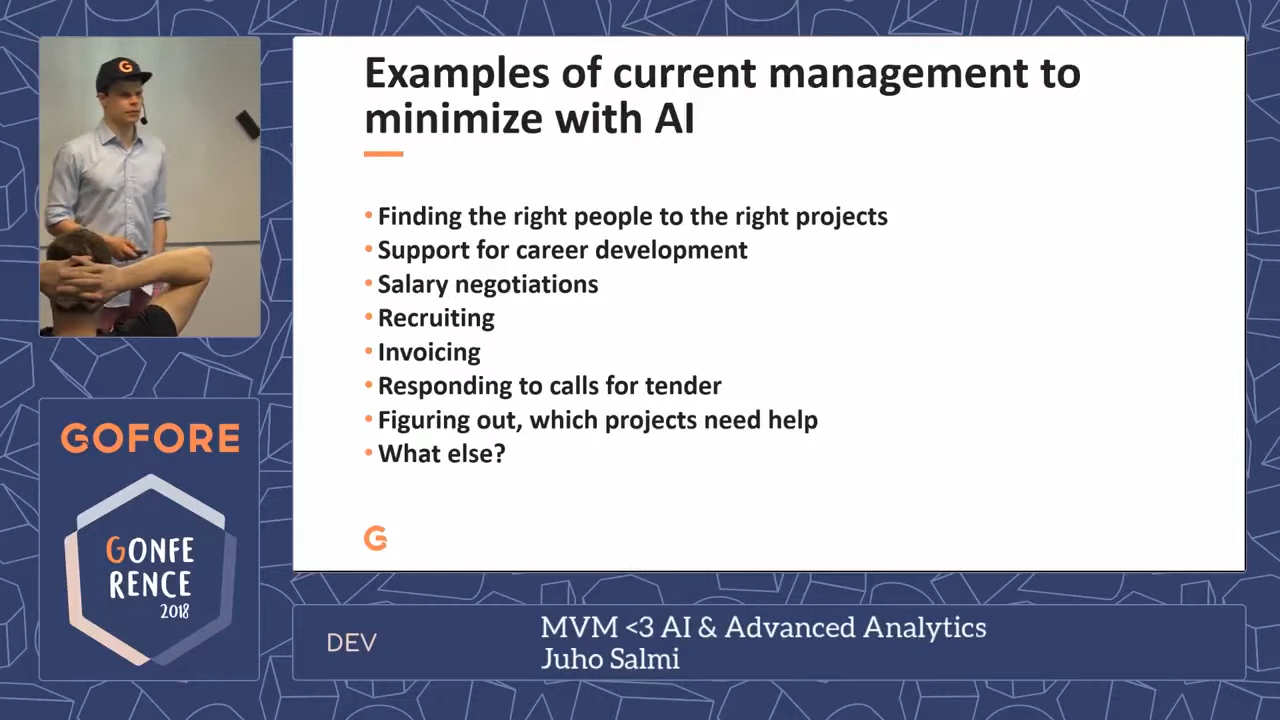 G
Examples of current management to
minimize with AI
• Finding the right people to the right projects
• Support for career development
• Salary negotiations
• Recruiting
• Invoicing
• Responding to calls for tender
• Figuring out, which projects need help
• What else?
G
GOFORE
GONFE
RENCE
2018
DEV
MVM <3 AI & Advanced Analytics
Juho Salmi